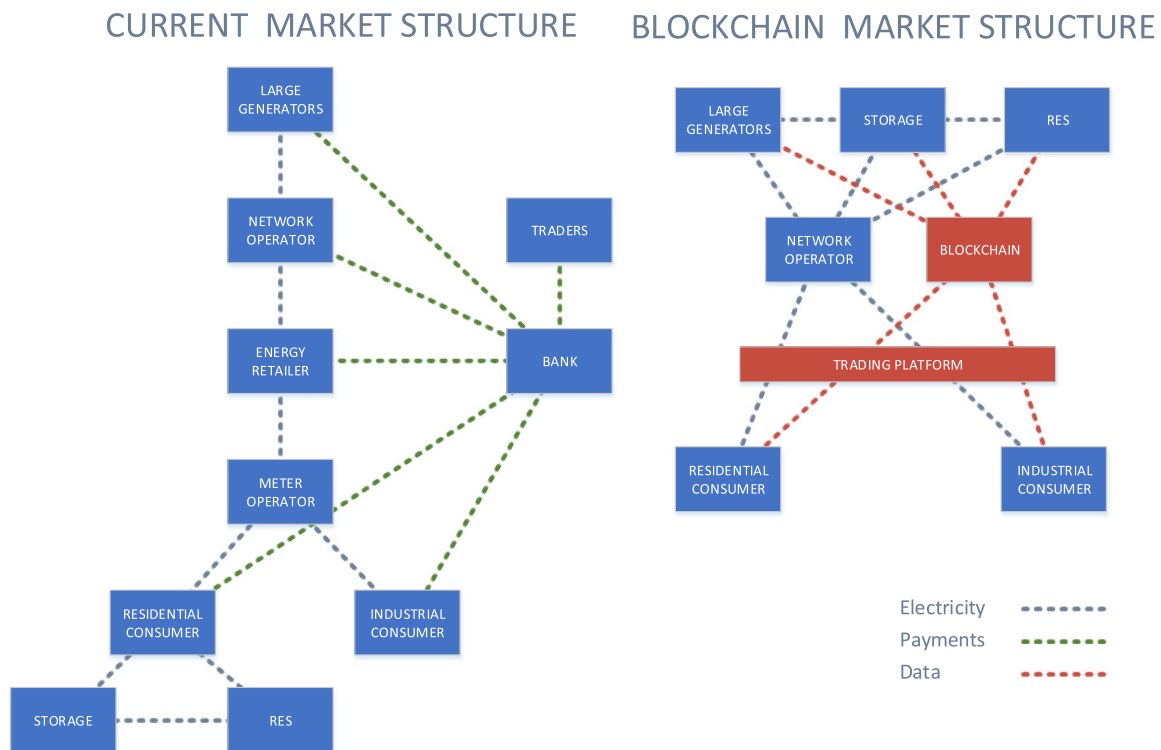 CURRENT MARKET STRUCTURE
LARGE
GENERATORS
NETWORK
OPERATOR
TRADERS
ENERGY
RETAILER
BANK
METER
OPERATOR
RESIDENTIAL
CONSUMER
INDUSTRIAL
CONSUMER
STORAGE
RES
BLOCKCHAIN MARKET STRUCTURE
LARGE
GENERATORS
STORAGE
RES
NETWORK
OPERATOR
BLOCKCHAIN
TRADING PLATFORM
RESIDENTIAL
CONSUMER
INDUSTRIAL
CONSUMER
Electricity
Payments
Data